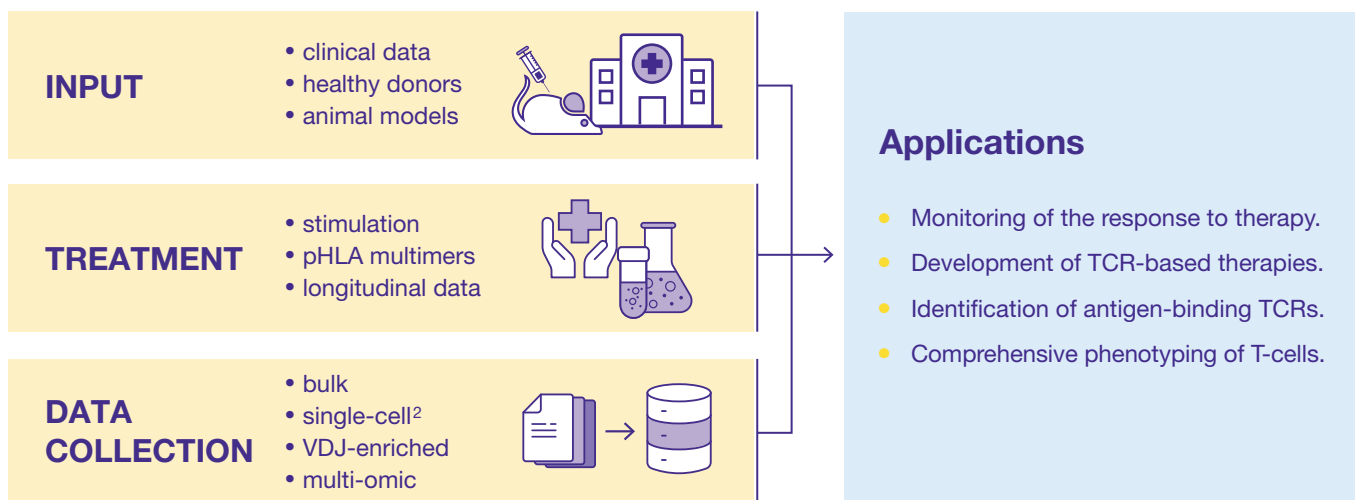 INPUT
• clinical data
• healthy donors
• animal models
TREATMENT
• stimulation
• pHLA multimers
• longitudinal data
DATA
COLLECTION
• bulk
• single-cell²
• VDJ-enriched
• multi-omic
Applications
• Monitoring of the response to therapy.
• Development of TCR-based therapies.
• Identification of antigen-binding TCRs.
• Comprehensive phenotyping of T-cells.